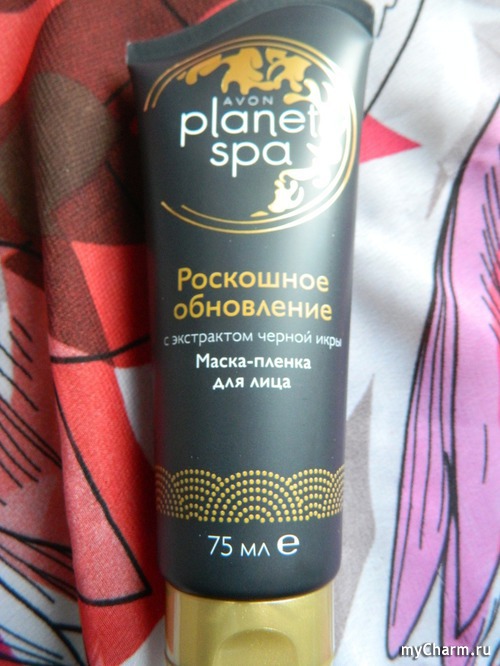 AVON
planet
spa
Роскошное
обновление
с экстрактом черной икры
Маска-пленка
для лица
75 мл e
myCharm.ru